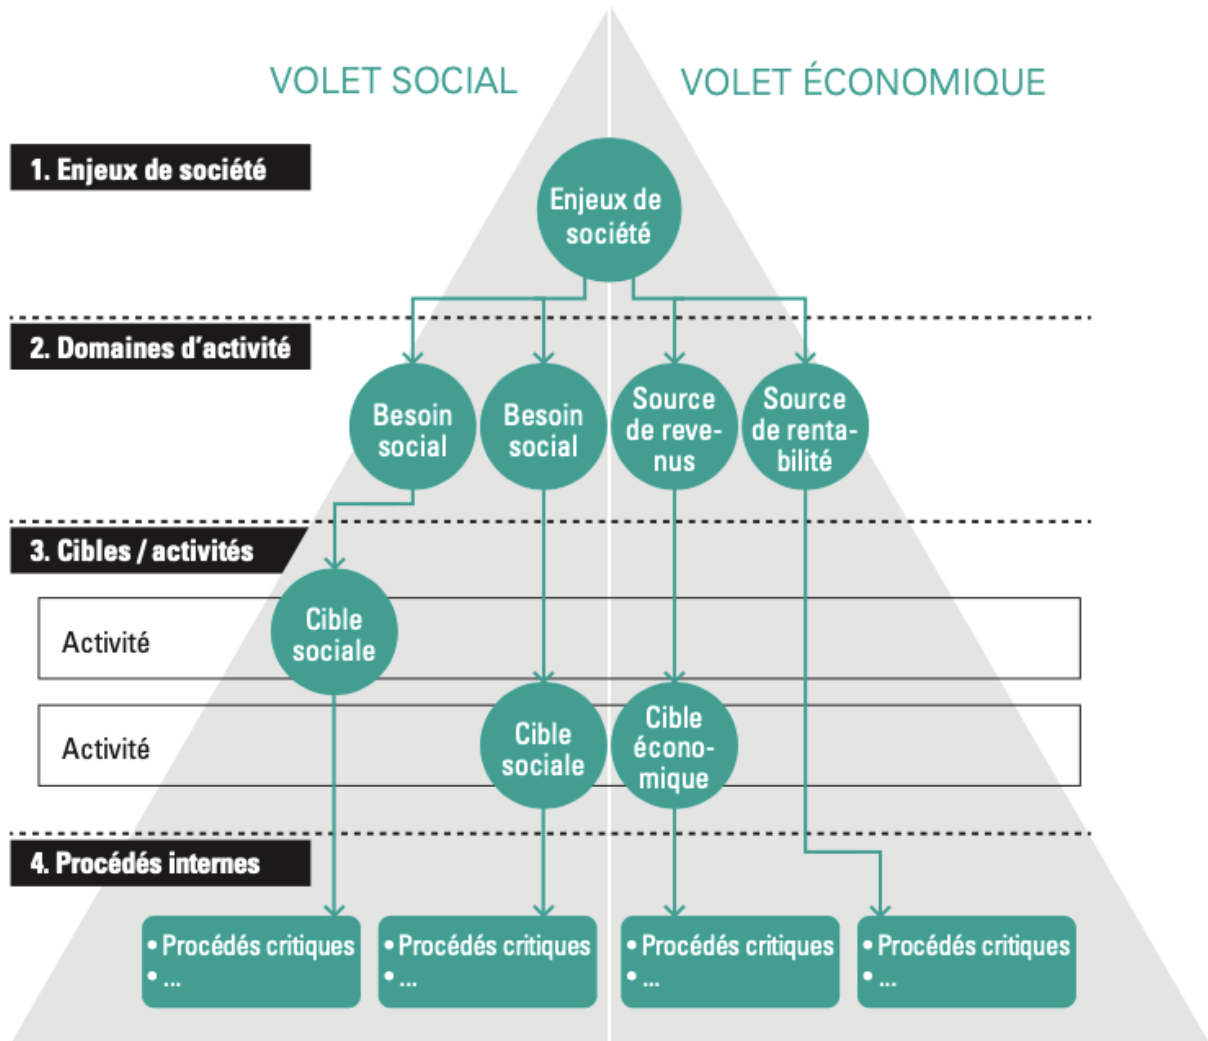 VOLET SOCIAL
VOLET ÉCONOMIQUE
1. Enjeux de société
Enjeux de
société
2. Domaines d’activité
Besoin
social
Besoin
social
Source
de reve-
nus
Source
de renta-
bilité
3. Cibles / activités
Activité
Cible
sociale
Activité
Cible
sociale
Cible
écono-
mique
4. Procédés internes
• Procédés critiques
• ...
• Procédés critiques
• ...
• Procédés critiques
• ...
• Procédés critiques
• ...